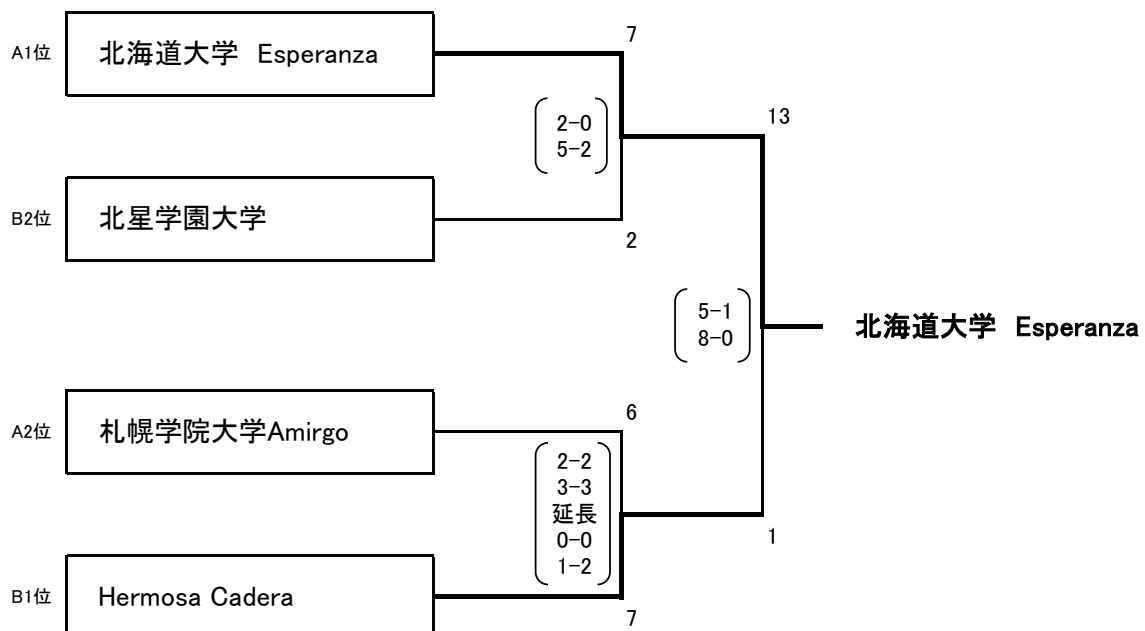 A1位
北海道大学　Esperanza
7
2-0
5-2
13
B2位
北星学園大学
2
5-1
8-0
北海道大学　Esperanza
A2位
札幌学院大学Amirgo
6
2-2
3-3
延長
0-0
1-2
1
B1位
Hermosa Cadera
7